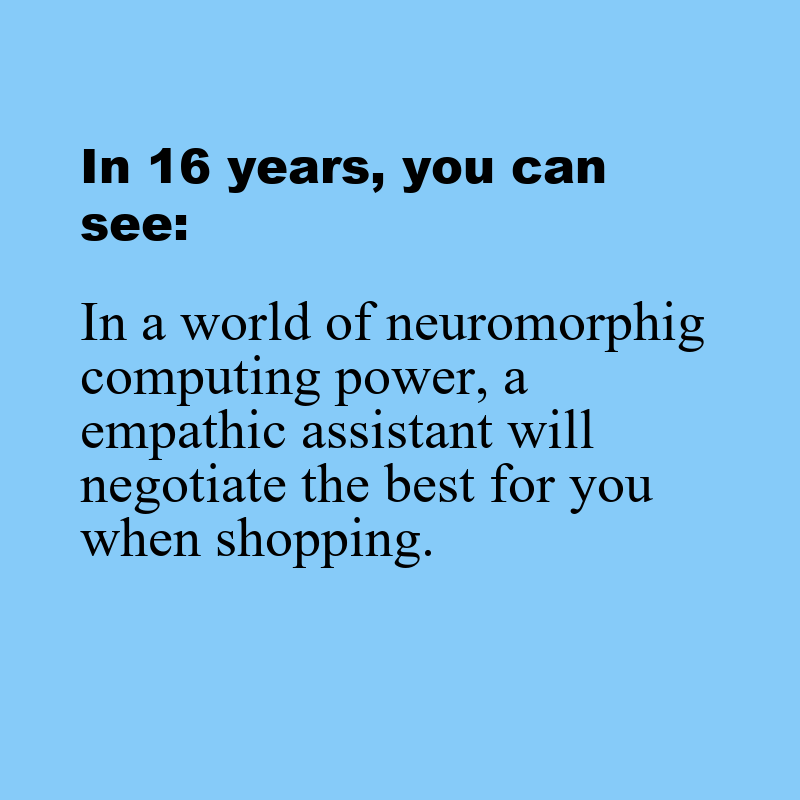 In 16 years, you can
see:
In a world of neuromorphig
computing power, a
empathic assistant will
negotiate the best for you
when shopping.